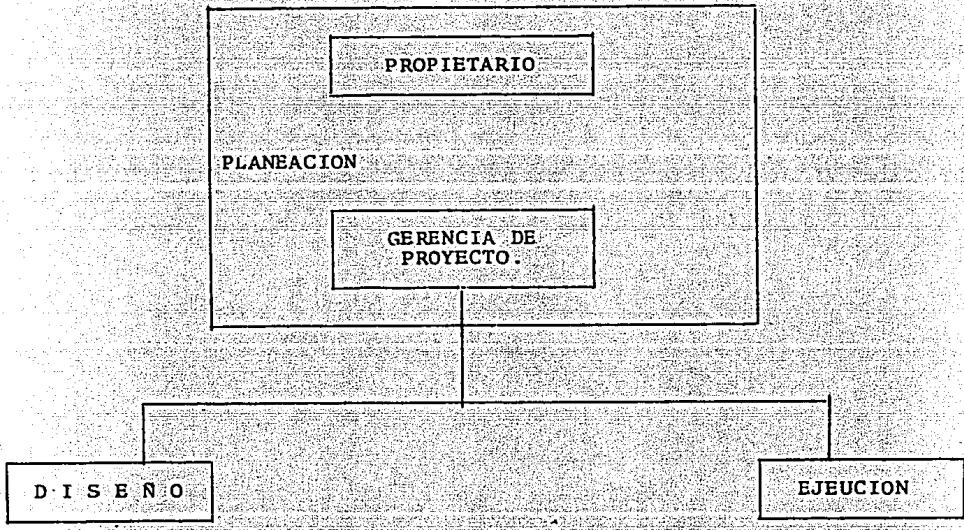 PROPIETARIO
PLANEACION
GERENCIA DE
PROYECTO.
D I S E Ñ O
EJEUCION